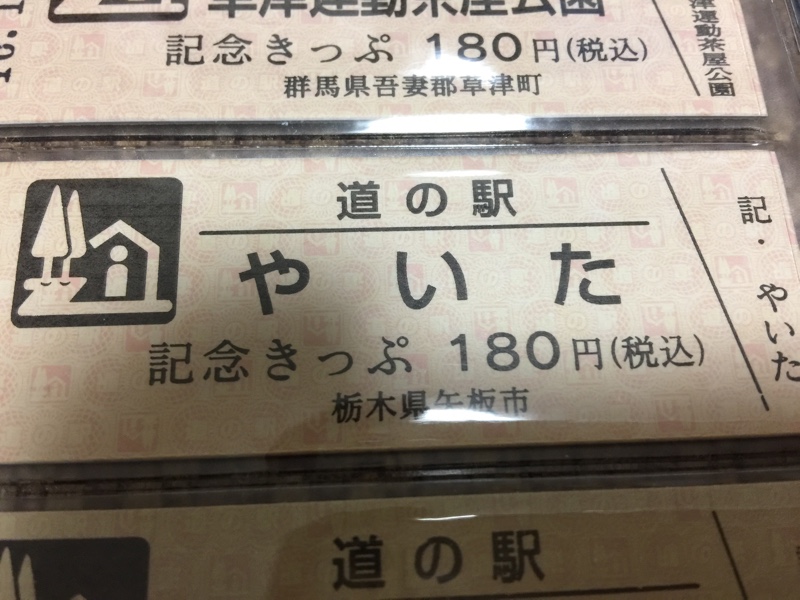 草津運動茶屋公園
記念きっぷ 180円(税込)
群馬県吾妻郡草津町
津運動茶屋公園
道の駅
やいた
記念きっぷ 180円(税込)
栃木県矢板市
記・やいた
道の駅